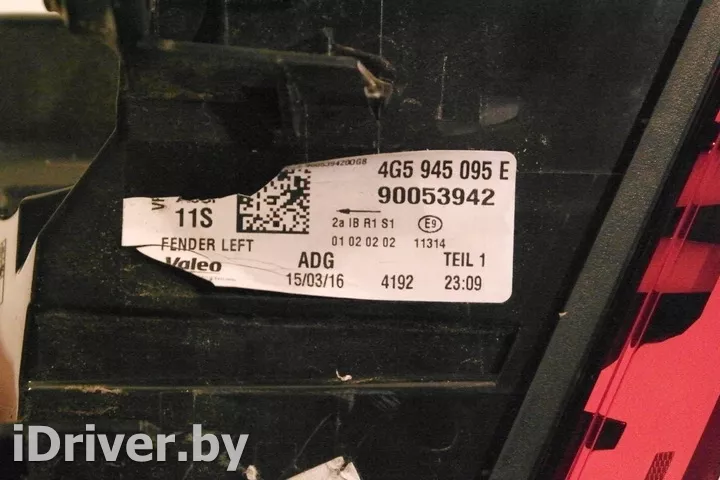 4G5 945 095 E
90053942
11S
2a IB R1 S1 E9
FENDER LEFT
01 02 02 02 11314
Valeo
ADG
TEIL 1
15/03/16
4192
23:09
iDriver.by